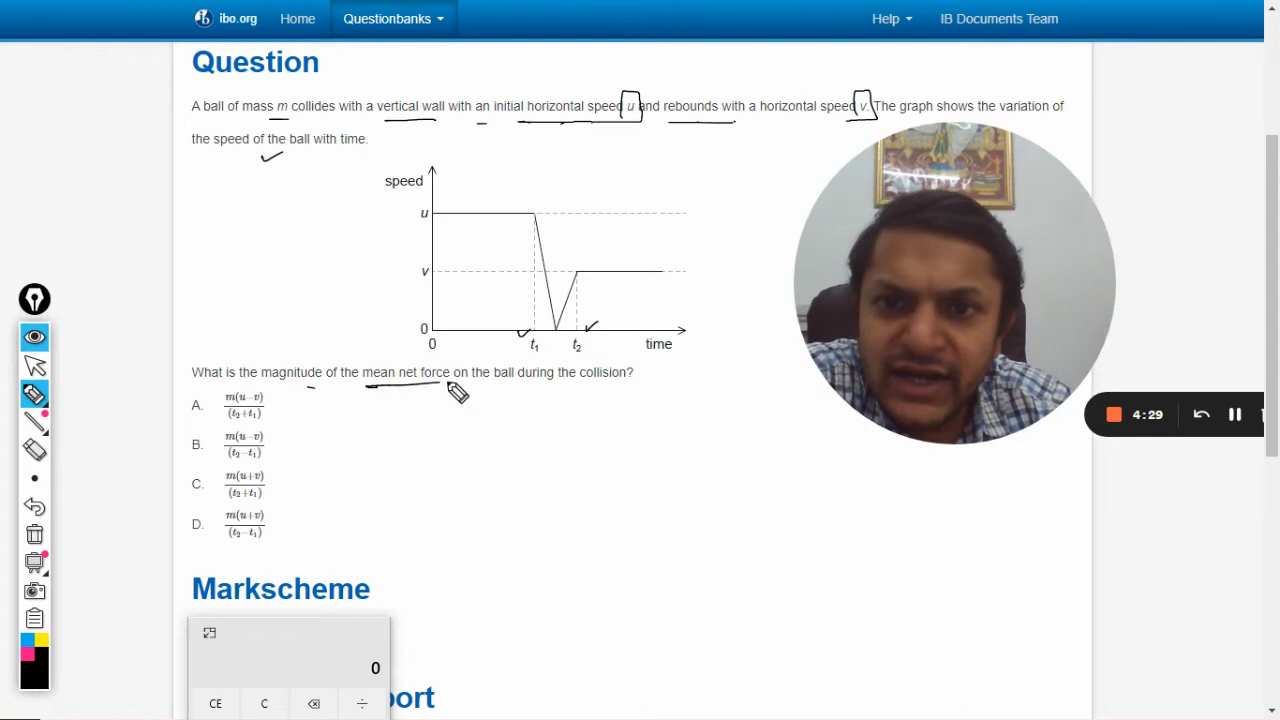 ibo.org Home Questionbanks Help IB Documents Team
Question
A ball of mass m collides with a vertical wall with an initial horizontal speed u and rebounds with a horizontal speed v. The graph shows the variation of
the speed of the ball with time.
speed
u
v
0
0 t₁ t₂ time
What is the magnitude of the mean net force on the ball during the collision?
A. m(u−v)
(t₂+t₁)
B. m(u−v)
(t₂−t₁)
C. m(u+v)
(t₂+t₁)
D. m(u+v)
(t₂−t₁)
4:29
Markscheme
0
CE C ÷
port